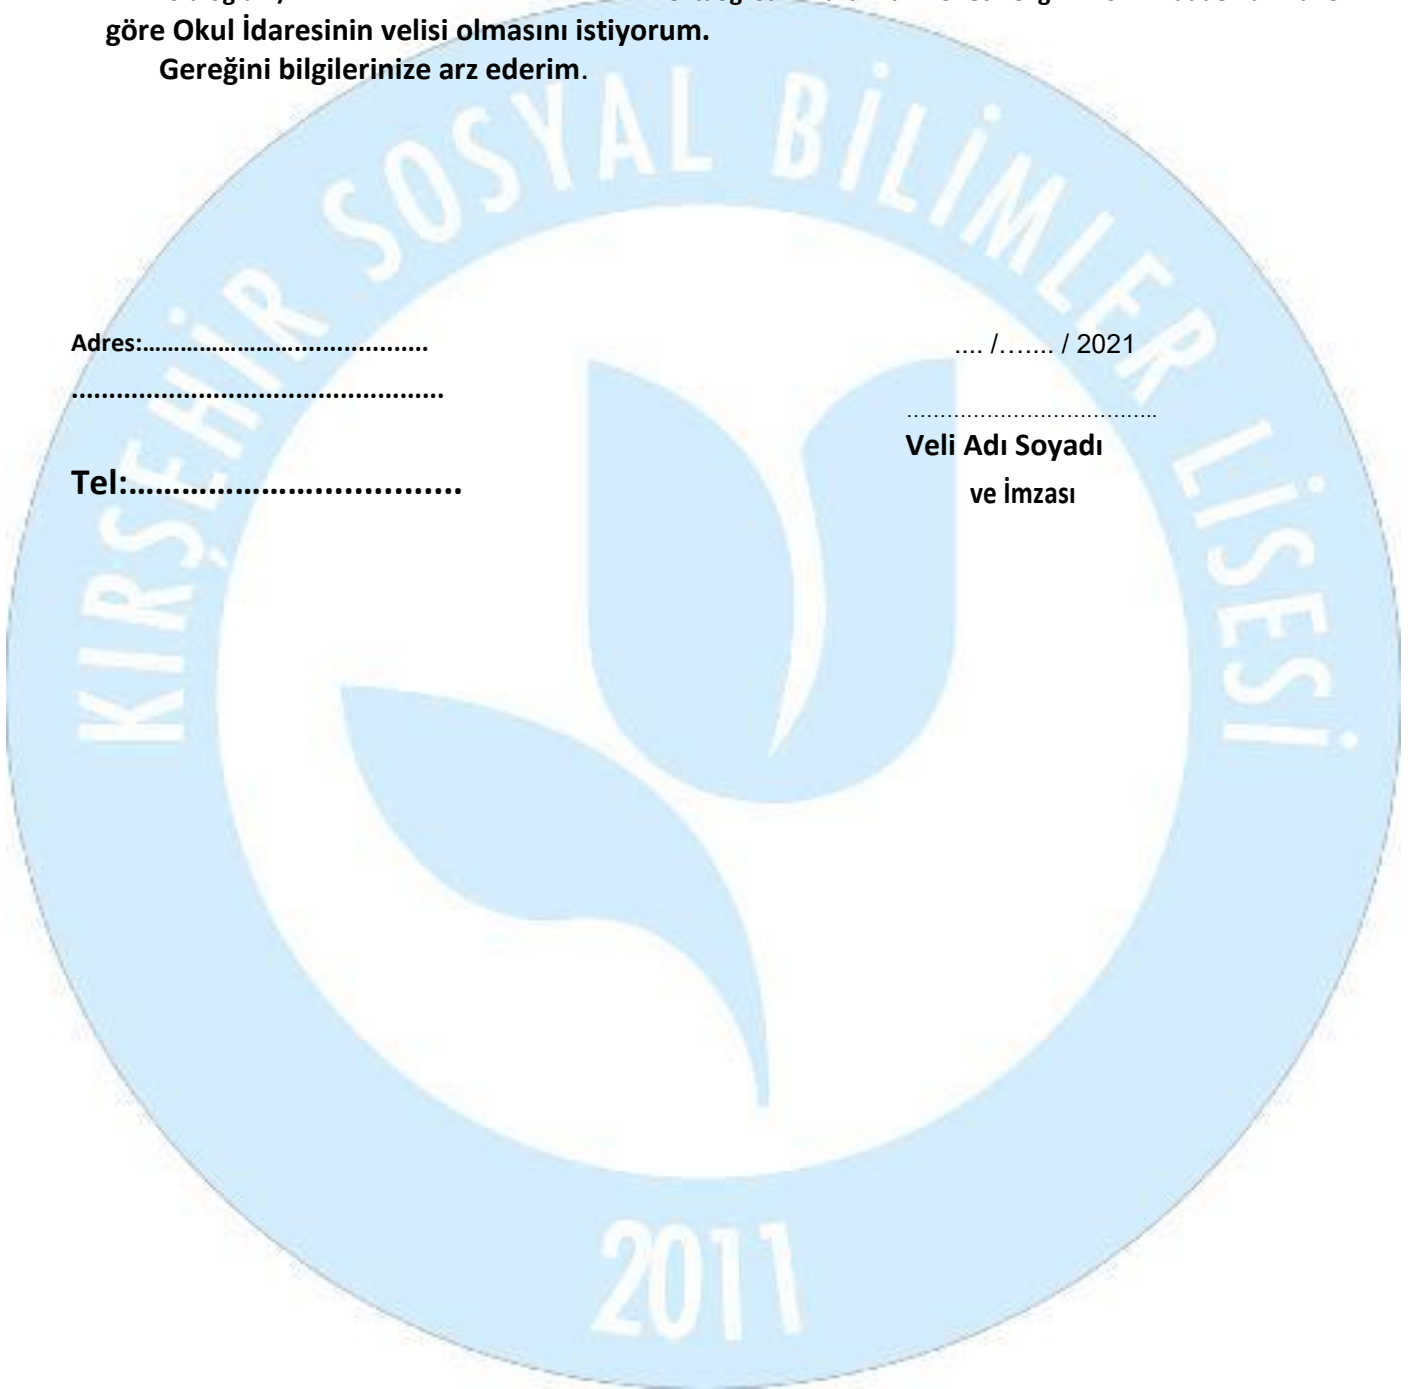 göre Okul İdaresinin velisi olmasını istiyorum.
Gereğini bilgilerinize arz ederim.
KIRŞEHİR SOSYAL BİLİMLER LİSESİ
Adres:……………………....................
.... /…….. / 2021
...................................................
…………………………………..
Veli Adı Soyadı
Tel:…………………...............
ve İmzası
2011